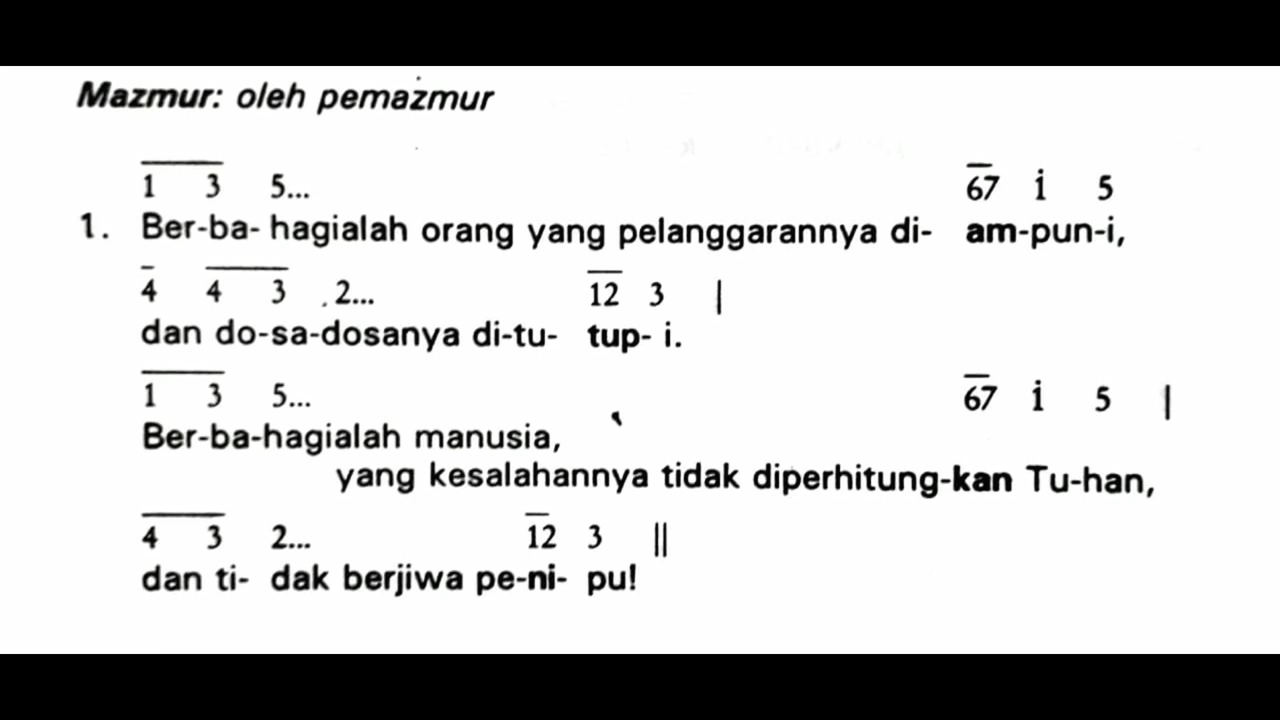 Mazmur: oleh pemazmur
1 3 5... 67 i 5
1. Ber-ba- hagialah orang yang pelanggarannya di- am-pun-i,
4 4 3 . 2... 12 3 |
dan do-sa-dosanya di-tu- tup- i.
1 3 5... 67 i 5 |
Ber-ba-hagialah manusia,
yang kesalahannya tidak diperhitung-kan Tu-han,
4 3 2... 12 3 ||
dan ti- dak berjiwa pe-ni- pu!